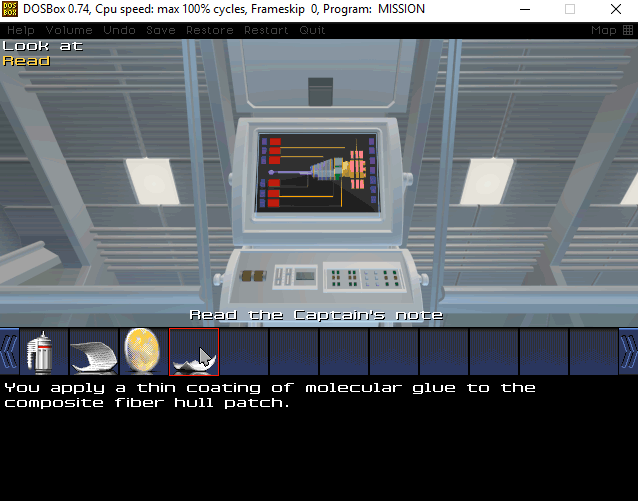 DOS
BOX
DOSBox 0.74, Cpu speed: max 100% cycles, Frameskip 0, Program: MISSION
Help Volume Undo Save Restore Restart Quit Map
Look at
Read
Read the Captain's note
You apply a thin coating of molecular glue to the
composite fiber hull patch.